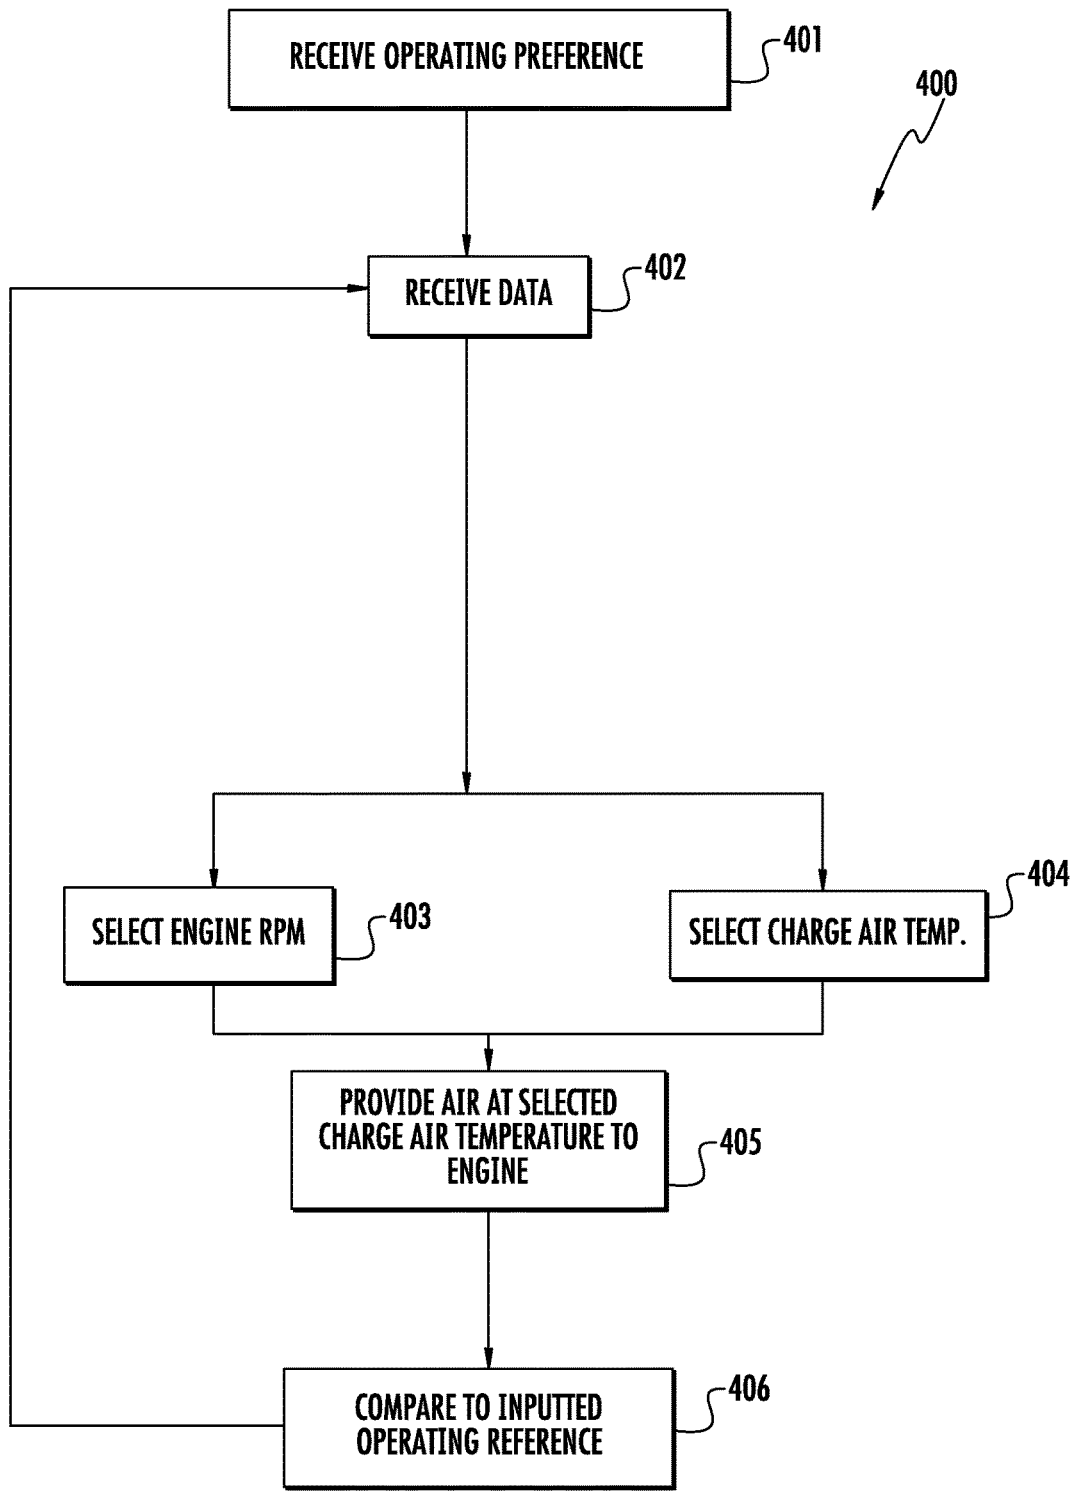 RECEIVE OPERATING PREFERENCE
401
400
RECEIVE DATA
402
SELECT ENGINE RPM
403
SELECT CHARGE AIR TEMP.
404
PROVIDE AIR AT SELECTED
CHARGE AIR TEMPERATURE TO
ENGINE
405
COMPARE TO INPUTTED
OPERATING REFERENCE
406